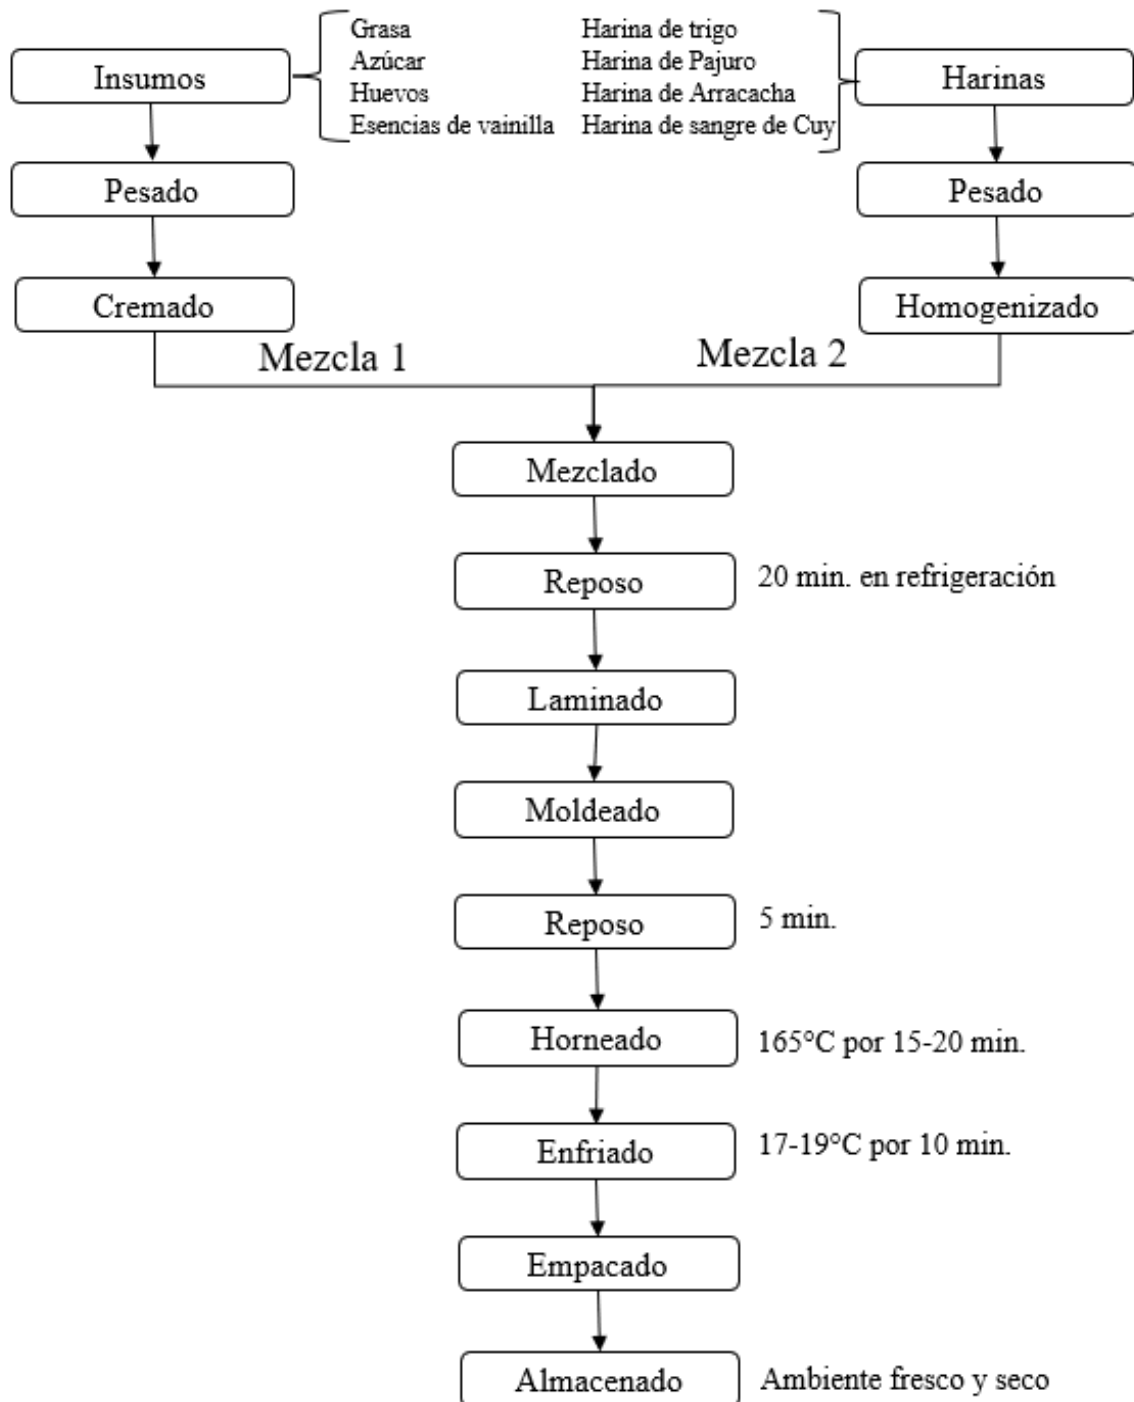 Insumos
Grasa
Azúcar
Huevos
Esencias de vainilla
Harina de trigo
Harina de Pajuro
Harina de Arracacha
Harina de sangre de Cuy
Harinas
Pesado
Pesado
Cremado
Homogenizado
Mezcla 1
Mezcla 2
Mezclado
Reposo
20 min. en refrigeración
Laminado
Moldeado
Reposo
5 min.
Horneado
165°C por 15-20 min.
Enfriado
17-19°C por 10 min.
Empacado
Almacenado
Ambiente fresco y seco